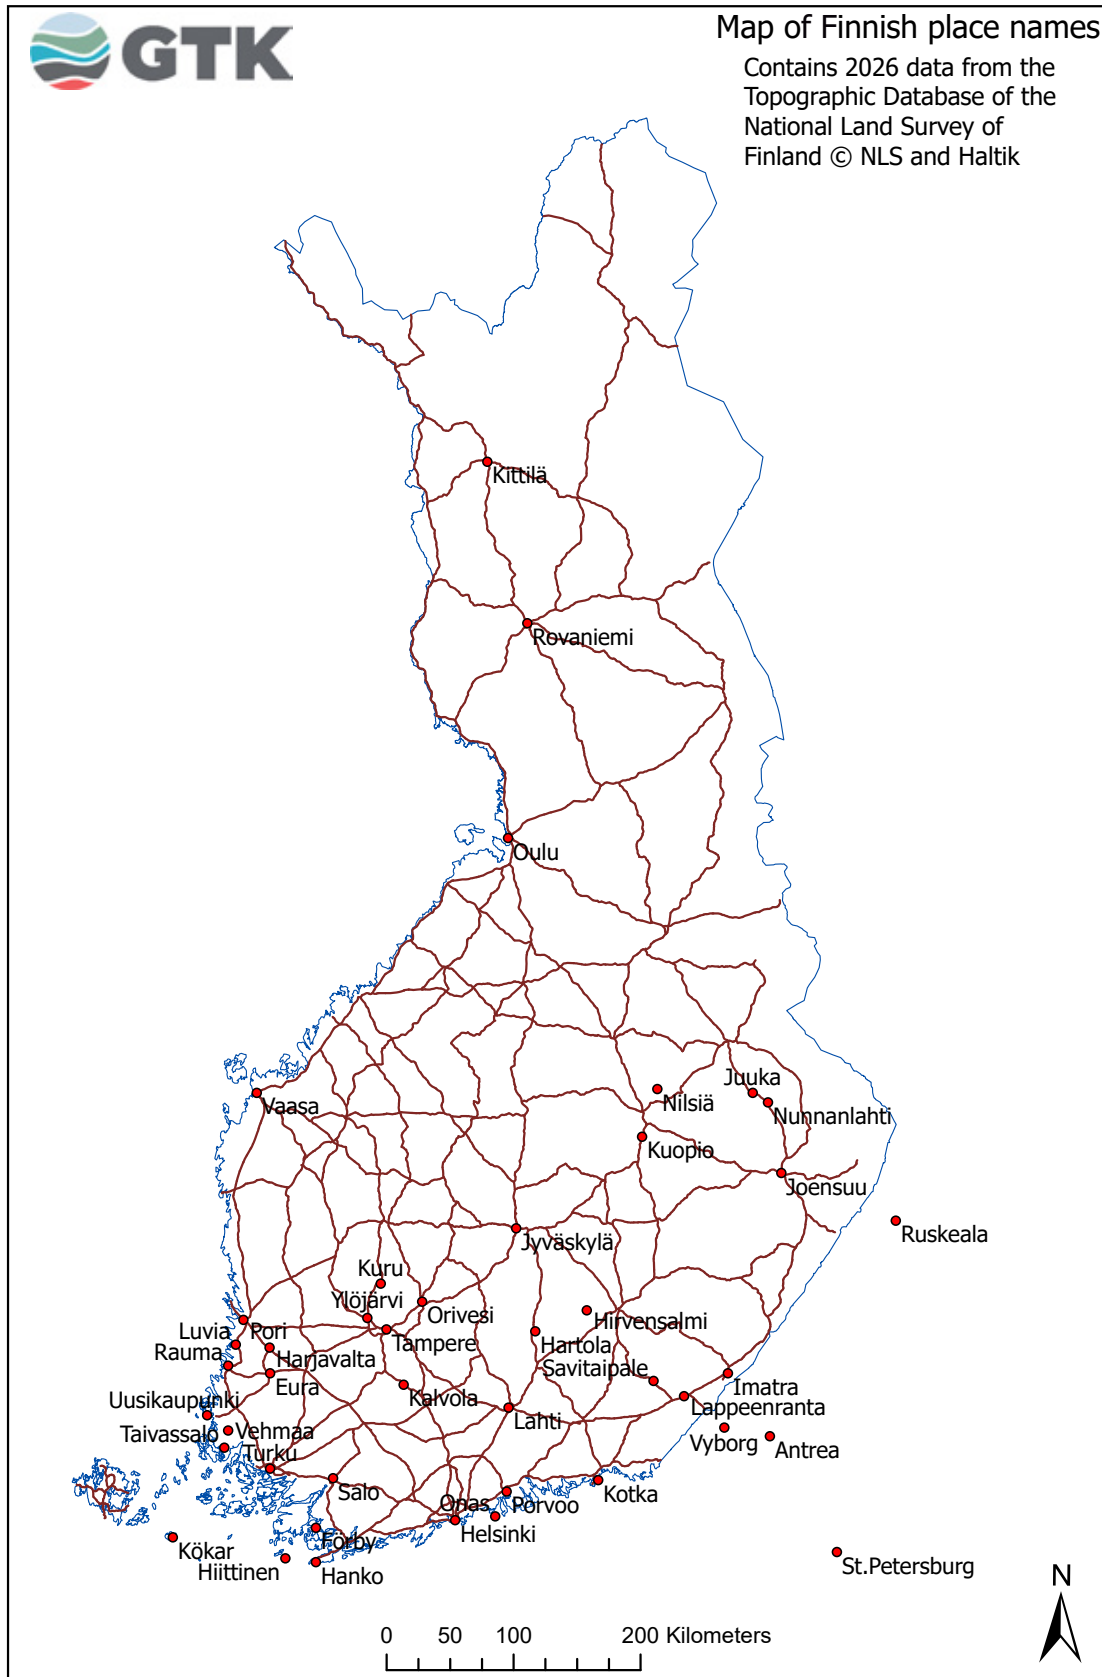 GTK
Map of Finnish place names
Contains 2026 data from the
Topographic Database of the
National Land Survey of
Finland © NLS and Haltik
Kittilä
Rovaniemi
Oulu
Vaasa
Juuka
Nilsiä
Nunnanlahti
Kuopio
Joensuu
Ruskeala
Jyväskylä
Kuru
Ylöjärvi
Orivesi
Hirvensalmi
Luvia
Pori
Tampere
Hartola
Rauma
Harjavalta
Savitaipale
Eura
Kalvola
Imatra
Uusikaupunki
Lahti
Lappeenranta
Taivassalo
Vehmaa
Vyborg
Antrea
Turku
Salo
Onas
Porvoo
Kotka
Förby
Helsinki
Kökar
Hiittinen
Hanko
St.Petersburg
N
0 50 100 200 Kilometers